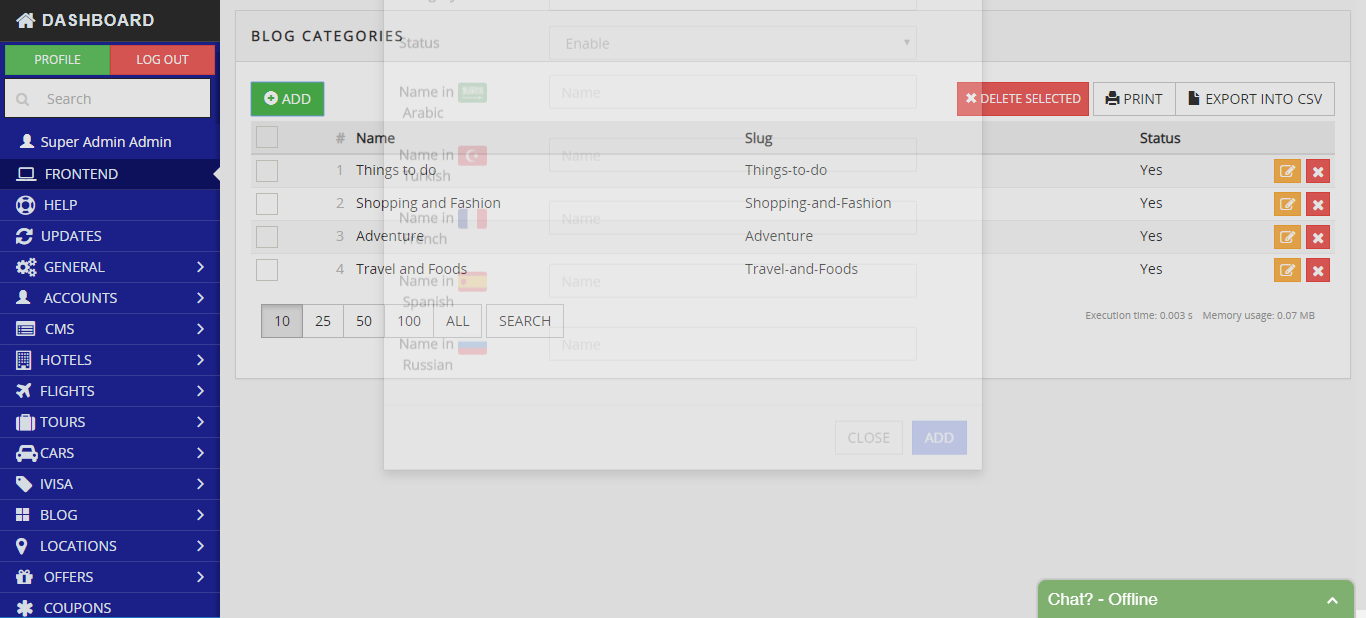 DASHBOARD
PROFILE LOG OUT
Search
Super Admin Admin
FRONTEND
HELP
UPDATES
GENERAL
ACCOUNTS
CMS
HOTELS
FLIGHTS
TOURS
CARS
IVISA
BLOG
LOCATIONS
OFFERS
COUPONS
BLOG CATEGORIES
ADD
DELETE SELECTED PRINT EXPORT INTO CSV
# Name Slug Status
1 Things to do Things-to-do Yes
2 Shopping and Fashion Shopping-and-Fashion Yes
3 Adventure Adventure Yes
4 Travel and Foods Travel-and-Foods Yes
10 25 50 100 ALL SEARCH
Execution time: 0.003 s Memory usage: 0.07 MB
Status Enable
Name in Arabic Name
Name in Turkish Name
Name in French Name
Name in Spanish Name
Name in Russian Name
CLOSE ADD
Chat? - Offline